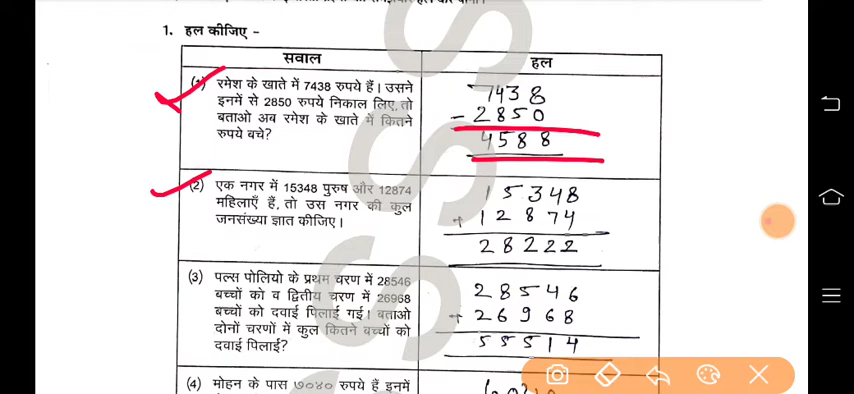 1. हल कीजिए -
सवाल
हल
(1) रमेश के खाते में 7438 रुपये हैं। उसने
इनमें से 2850 रुपये निकाल लिए, तो
बताओ अब रमेश के खाते में कितने
रुपये बचे?
7438
- 2850
4588
(2) एक नगर में 15348 पुरुष और 12874
महिलाएँ हैं, तो उस नगर की कुल
जनसंख्या ज्ञात कीजिए।
15348
+ 12874
28222
(3) पल्स पोलियो के प्रथम चरण में 28546
बच्चों को व द्वितीय चरण में 26968
बच्चों को दवाई पिलाई गई। बताओ
दोनों चरणों में कुल कितने बच्चों को
दवाई पिलाई?
28546
+ 26968
55514
(4) मोहन के पास ७०४० रुपये हैं इनमें